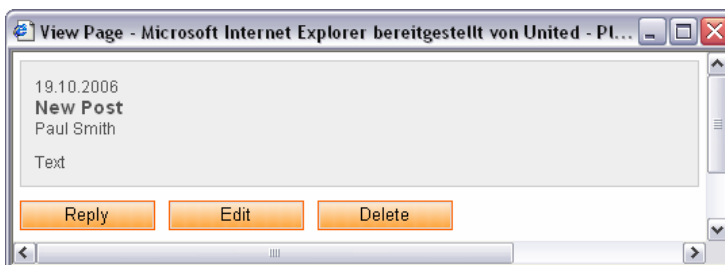 View Page - Microsoft Internet Explorer bereitgestellt von United - Pl...
19.10.2006
New Post
Paul Smith
Text
Reply Edit Delete